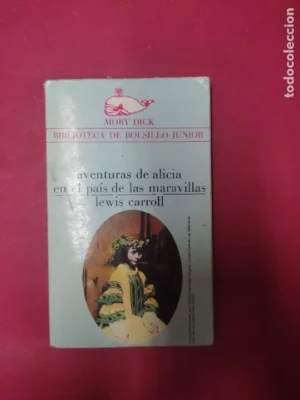 MOBY DICK
BIBLIOTECA DE BOLSILLO JUNIOR
aventuras de alicia
en el país de las maravillas
lewis carroll
todocoleccion